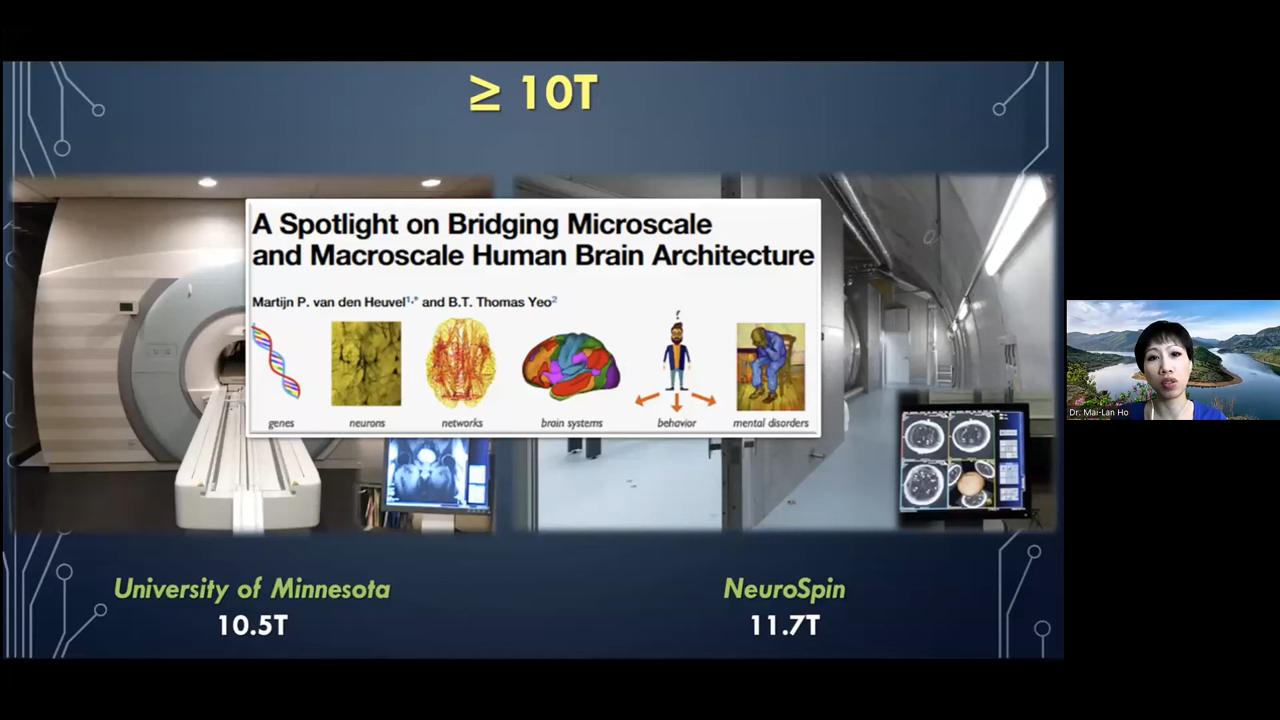 ≥ 10T
A Spotlight on Bridging Microscale
and Macroscale Human Brain Architecture
Martijn P. van den Heuvel1,* and B.T. Thomas Yeo2
genes neurons networks brain systems behavior mental disorders
University of Minnesota
10.5T
NeuroSpin
11.7T
Dr. Mai-Lan Ho